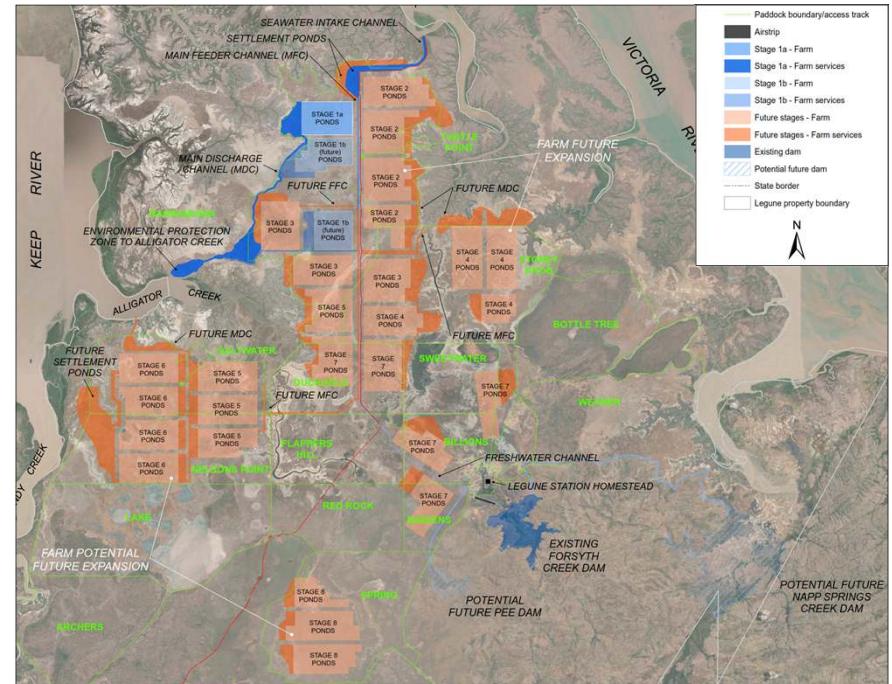 SEAWATER INTAKE CHANNEL
SETTLEMENT PONDS
MAIN FEEDER CHANNEL (MFC)
VICTORIA
Paddock boundary/access track
Airstrip
Stage 1a - Farm
Stage 1a - Farm services
Stage 1b - Farm
Stage 1b - Farm services
Future stages - Farm
Future stages - Farm services
Existing dam
Potential future dam
State border
Legune property boundary
N
KEEP RIVER
STAGE 1a
PONDS
STAGE 2
PONDS
STAGE 2
PONDS
TURTLE
POINT
FARM FUTURE
EXPANSION
STAGE 1b
(future)
PONDS
MAIN DISCHARGE
CHANNEL (MDC)
STAGE 2
PONDS
FUTURE FFC
FUTURE MDC
ENVIRONMENTAL PROTECTION
ZONE TO ALLIGATOR CREEK
STAGE 3
PONDS
STAGE 1b
(future)
PONDS
STAGE 2
PONDS
STAGE
4
PONDS
STAGE
4
PONDS
STAGE 3
PONDS
STAGE 3
PONDS
ALLIGATOR CREEK
STAGE 5
PONDS
STAGE 4
PONDS
STAGE 4
PONDS
BOTTLE TREE
FUTURE MDC
FUTURE MFC
FUTURE
SETTLEMENT
PONDS
STAGE 6
PONDS
STAGE 5
PONDS
STAGE
7
PONDS
STAGE
7
PONDS
SWEETWATER
STAGE 6
PONDS
STAGE 5
PONDS
FUTURE MFC
STAGE 7
PONDS
STAGE 6
PONDS
STAGE 5
PONDS
FLAPPERS
HILL
STAGE 7
PONDS
BILLIONS
STAGE 6
PONDS
NELSONS POINT
FRESHWATER CHANNEL
LEGUNE STATION HOMESTEAD
LAKE
RED ROCK
STAGE 7
PONDS
FARM POTENTIAL
FUTURE EXPANSION
EXISTING
FORSYTH
CREEK DAM
STAGE 8
PONDS
SPRING
POTENTIAL
FUTURE PEE DAM
POTENTIAL FUTURE
NAPP SPRINGS
CREEK DAM
ARCHERS
STAGE 8
PONDS
STAGE 8
PONDS